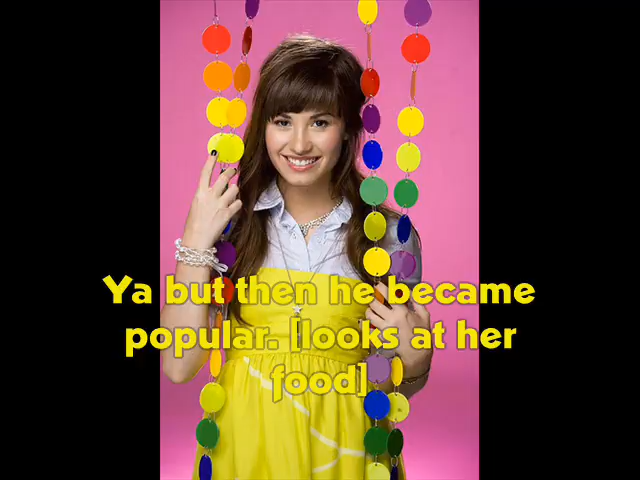 Ya but then he became
popular. [looks at her
food]